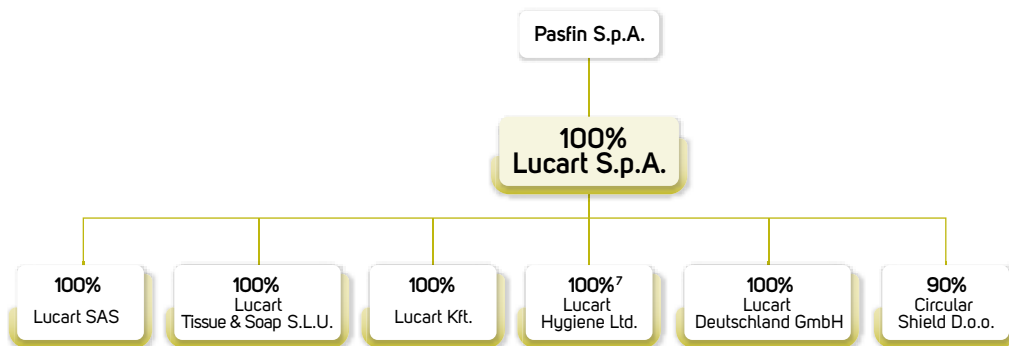 Pasfin S.p.A.
100%
Lucart S.p.A.
100%
Lucart SAS
100%
Lucart
Tissue & Soap S.L.U.
100%
Lucart Kft.
100%⁷
Lucart
Hygiene Ltd.
100%
Lucart
Deutschland GmbH
90%
Circular
Shield D.o.o.